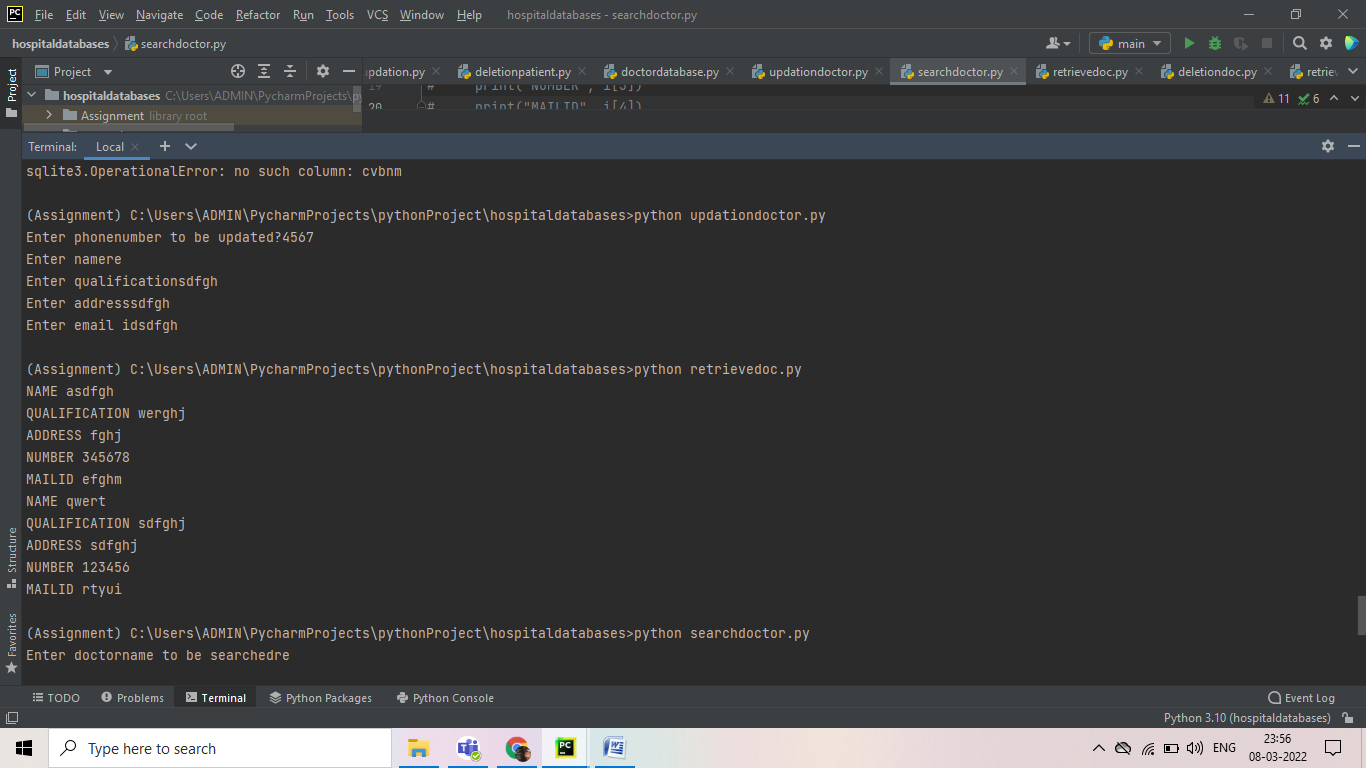 PC File Edit View Navigate Code Refactor Run Tools VCS Window Help hospitaldatabases - searchdoctor.py
hospitaldatabases searchdoctor.py main
Project updation.py deletionpatient.py doctordatabase.py updationdoctor.py searchdoctor.py retrievedoc.py deletiondoc.py retrie
Project
hospitaldatabases C:\Users\ADMIN\PycharmProjects\py
19 # print("NUMBER", i[3])
Assignment library root
20 # print("MAILID", i[4])
11 6
Terminal: Local
sqlite3.OperationalError: no such column: cvbnm
(Assignment) C:\Users\ADMIN\PycharmProjects\pythonProject\hospitaldatabases>python updationdoctor.py
Enter phonenumber to be updated?4567
Enter namere
Enter qualificationsdfgh
Enter addresssdfgh
Enter email idsdfgh
(Assignment) C:\Users\ADMIN\PycharmProjects\pythonProject\hospitaldatabases>python retrievedoc.py
NAME asdfgh
QUALIFICATION werghj
ADDRESS fghj
NUMBER 345678
MAILID efghm
NAME qwert
QUALIFICATION sdfghj
ADDRESS sdfghj
NUMBER 123456
MAILID rtyui
(Assignment) C:\Users\ADMIN\PycharmProjects\pythonProject\hospitaldatabases>python searchdoctor.py
Enter doctorname to be searchedre
Structure
Favorites
TODO Problems Terminal Python Packages Python Console Event Log
Python 3.10 (hospitaldatabases)
Type here to search
PC
ENG
23:56
08-03-2022